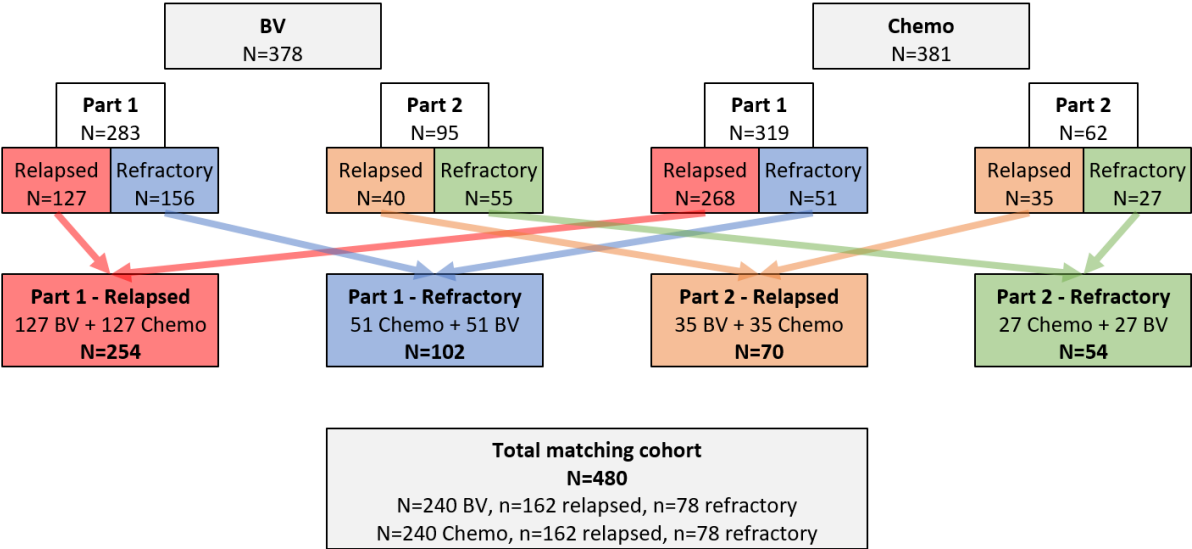 BV
N=378
Chemo
N=381
Part 1
N=283
Part 2
N=95
Part 1
N=319
Part 2
N=62
Relapsed
N=127
Refractory
N=156
Relapsed
N=40
Refractory
N=55
Relapsed
N=268
Refractory
N=51
Relapsed
N=35
Refractory
N=27
Part 1 - Relapsed
127 BV + 127 Chemo
N=254
Part 1 - Refractory
51 Chemo + 51 BV
N=102
Part 2 - Relapsed
35 BV + 35 Chemo
N=70
Part 2 - Refractory
27 Chemo + 27 BV
N=54
Total matching cohort
N=480
N=240 BV, n=162 relapsed, n=78 refractory
N=240 Chemo, n=162 relapsed, n=78 refractory